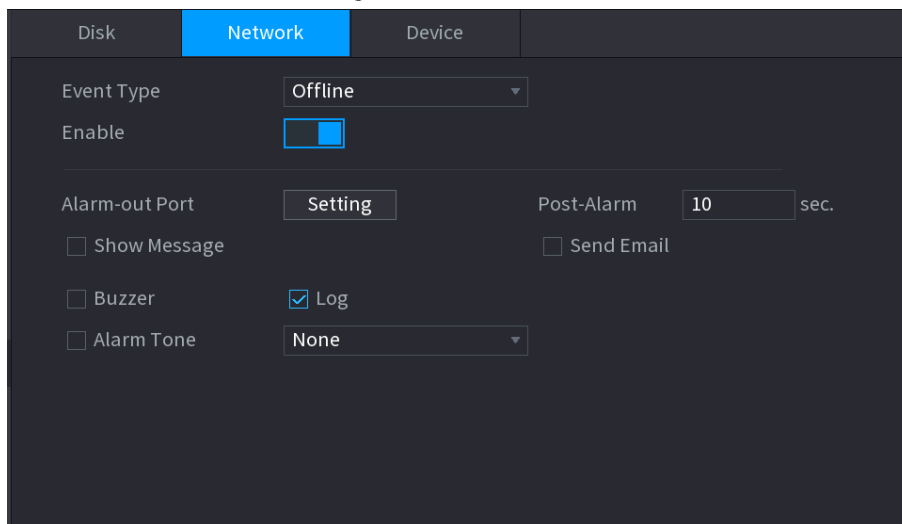 Disk Network Device
Event Type Offline
Enable
Alarm-out Port Setting Post-Alarm 10 sec.
Show Message Send Email
Buzzer Log
Alarm Tone None